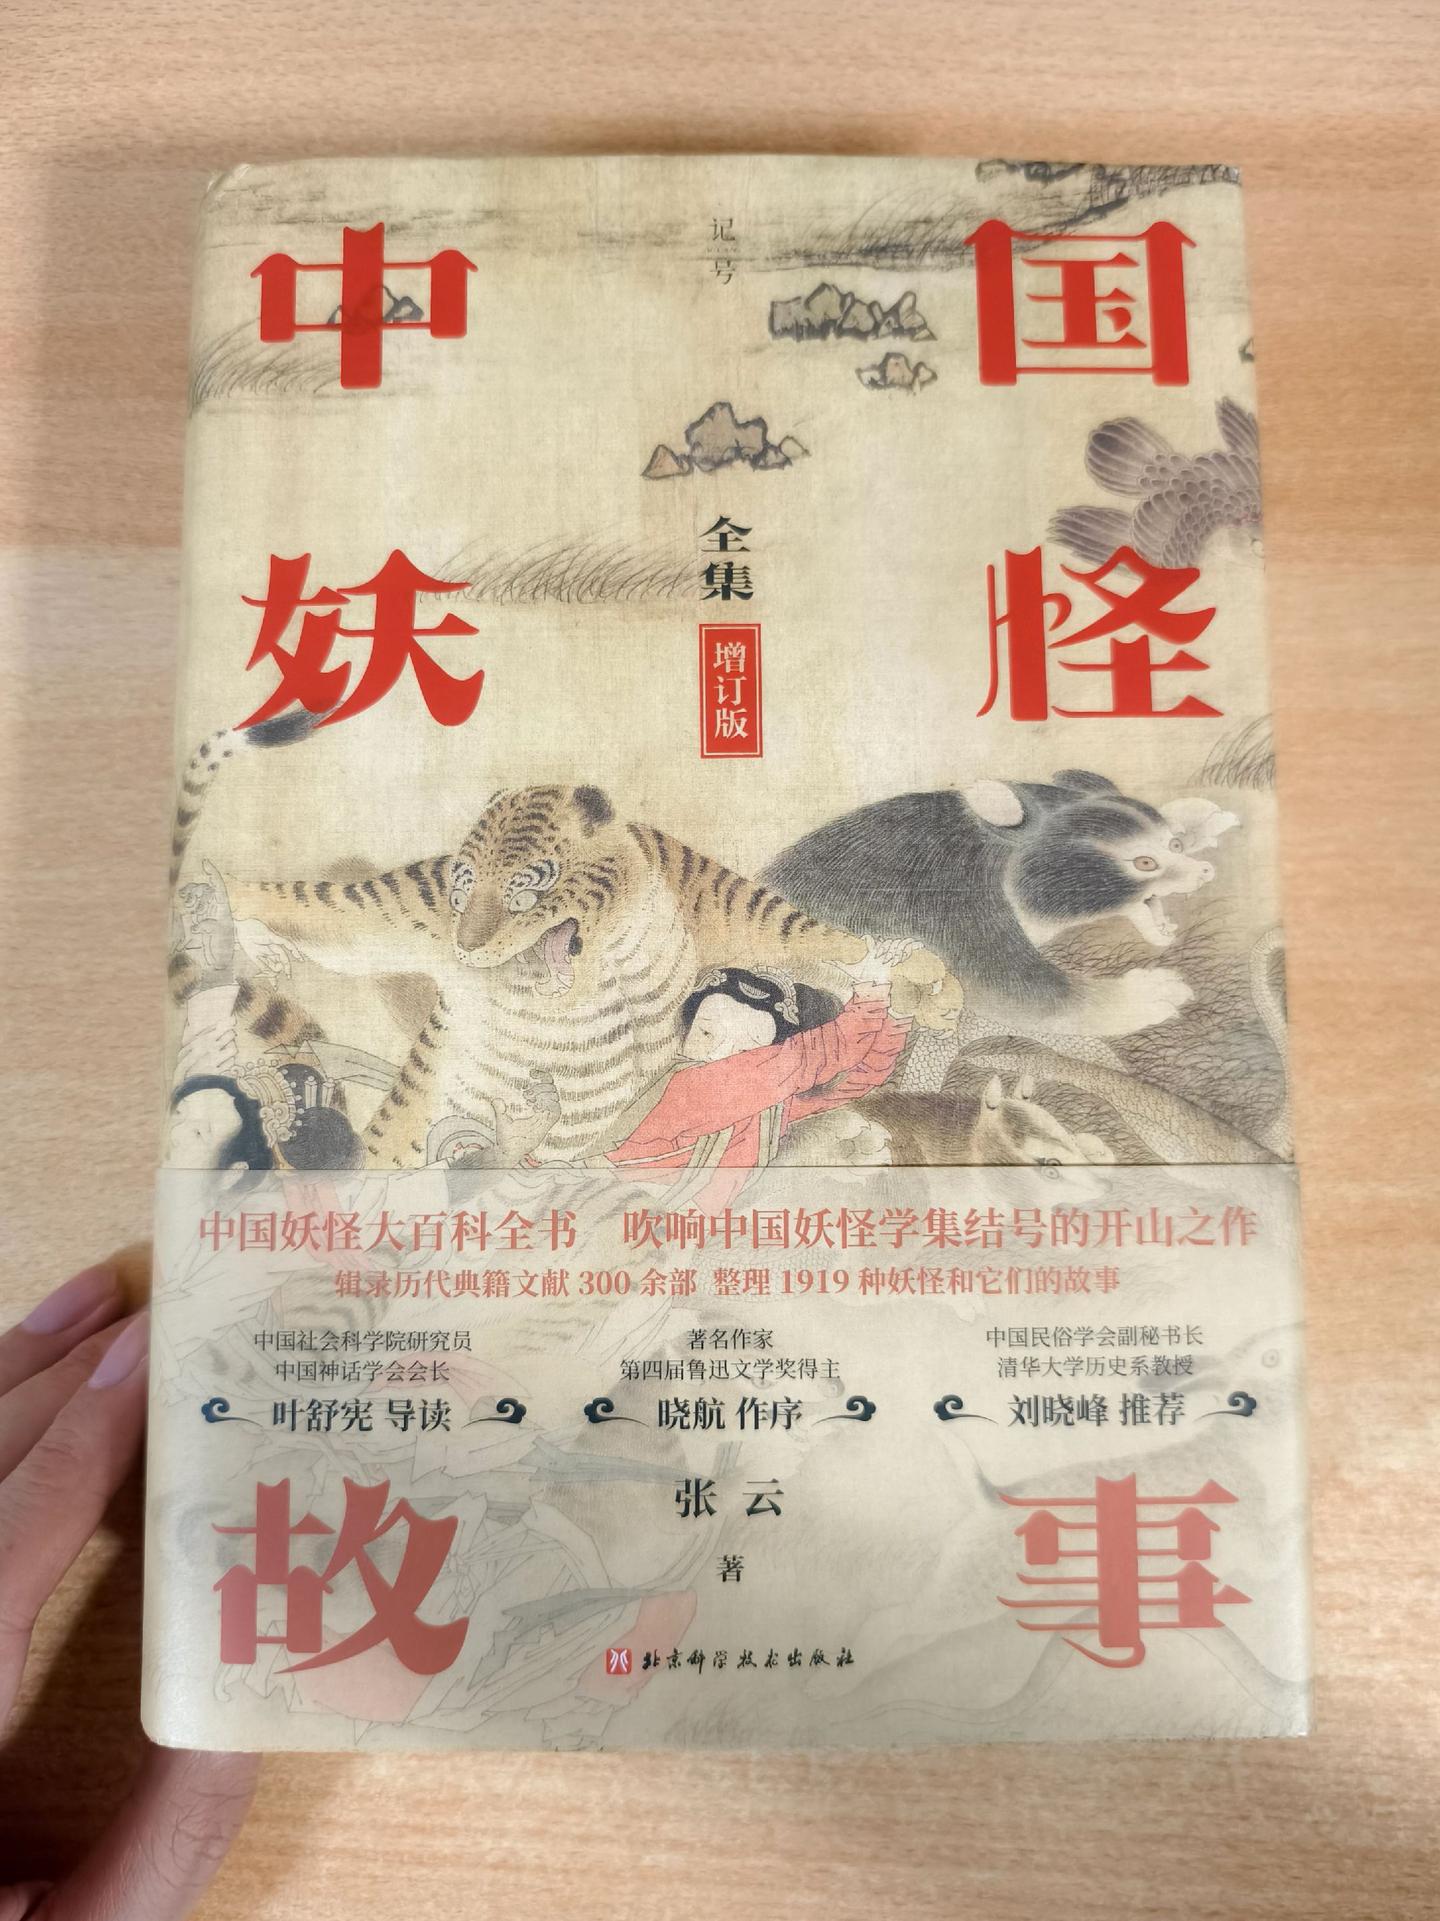 中国
记号
妖怪
全集
增订版
中国妖怪大百科全书 吹响中国妖怪学集结号的开山之作
辑录历代典籍文献 300 余部 整理 1919 种妖怪和它们的故事
中国社会科学院研究员
中国神话学会会长
叶舒宪 导读
著名作家
第四届鲁迅文学奖得主
晓航 作序
中国民俗学会副秘书长
清华大学历史系教授
刘晓峰 推荐
故事
张云
著
北京科学技术出版社